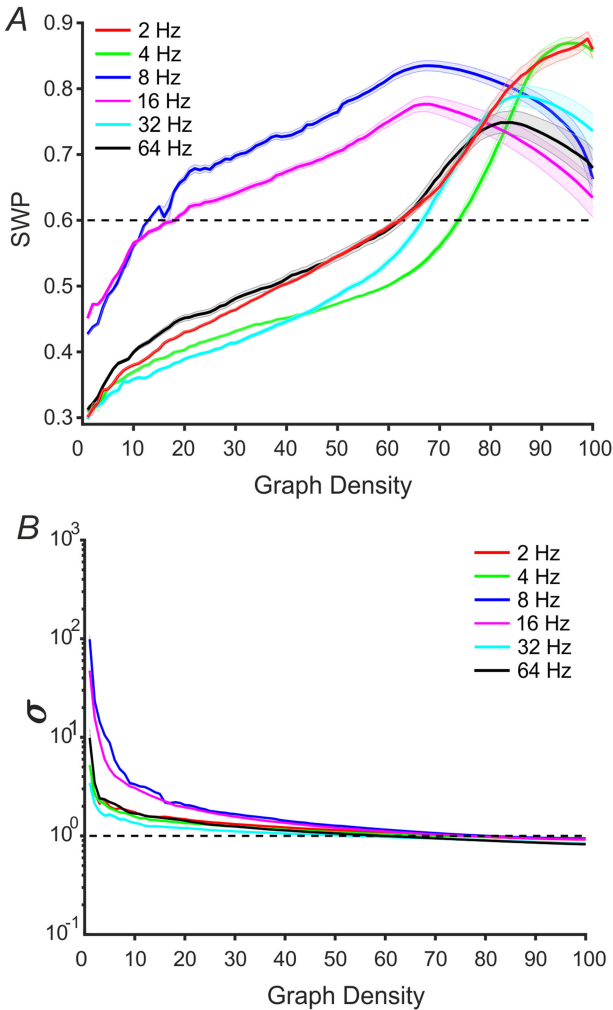 A
0.9
0.8
0.7
0.6
0.5
0.4
0.3
SWP
2 Hz
4 Hz
8 Hz
16 Hz
32 Hz
64 Hz
0 10 20 30 40 50 60 70 80 90 100
Graph Density
B
10³
10²
10¹
10⁰
10⁻¹
σ
2 Hz
4 Hz
8 Hz
16 Hz
32 Hz
64 Hz
0 10 20 30 40 50 60 70 80 90 100
Graph Density